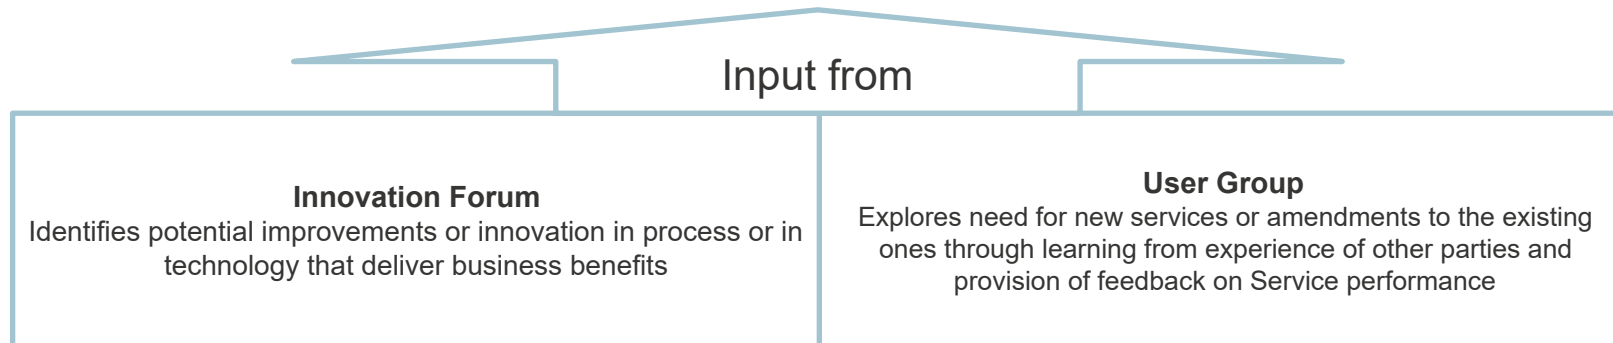 Input from
Innovation Forum
Identifies potential improvements or innovation in process or in
technology that deliver business benefits
User Group
Explores need for new services or amendments to the existing
ones through learning from experience of other parties and
provision of feedback on Service performance